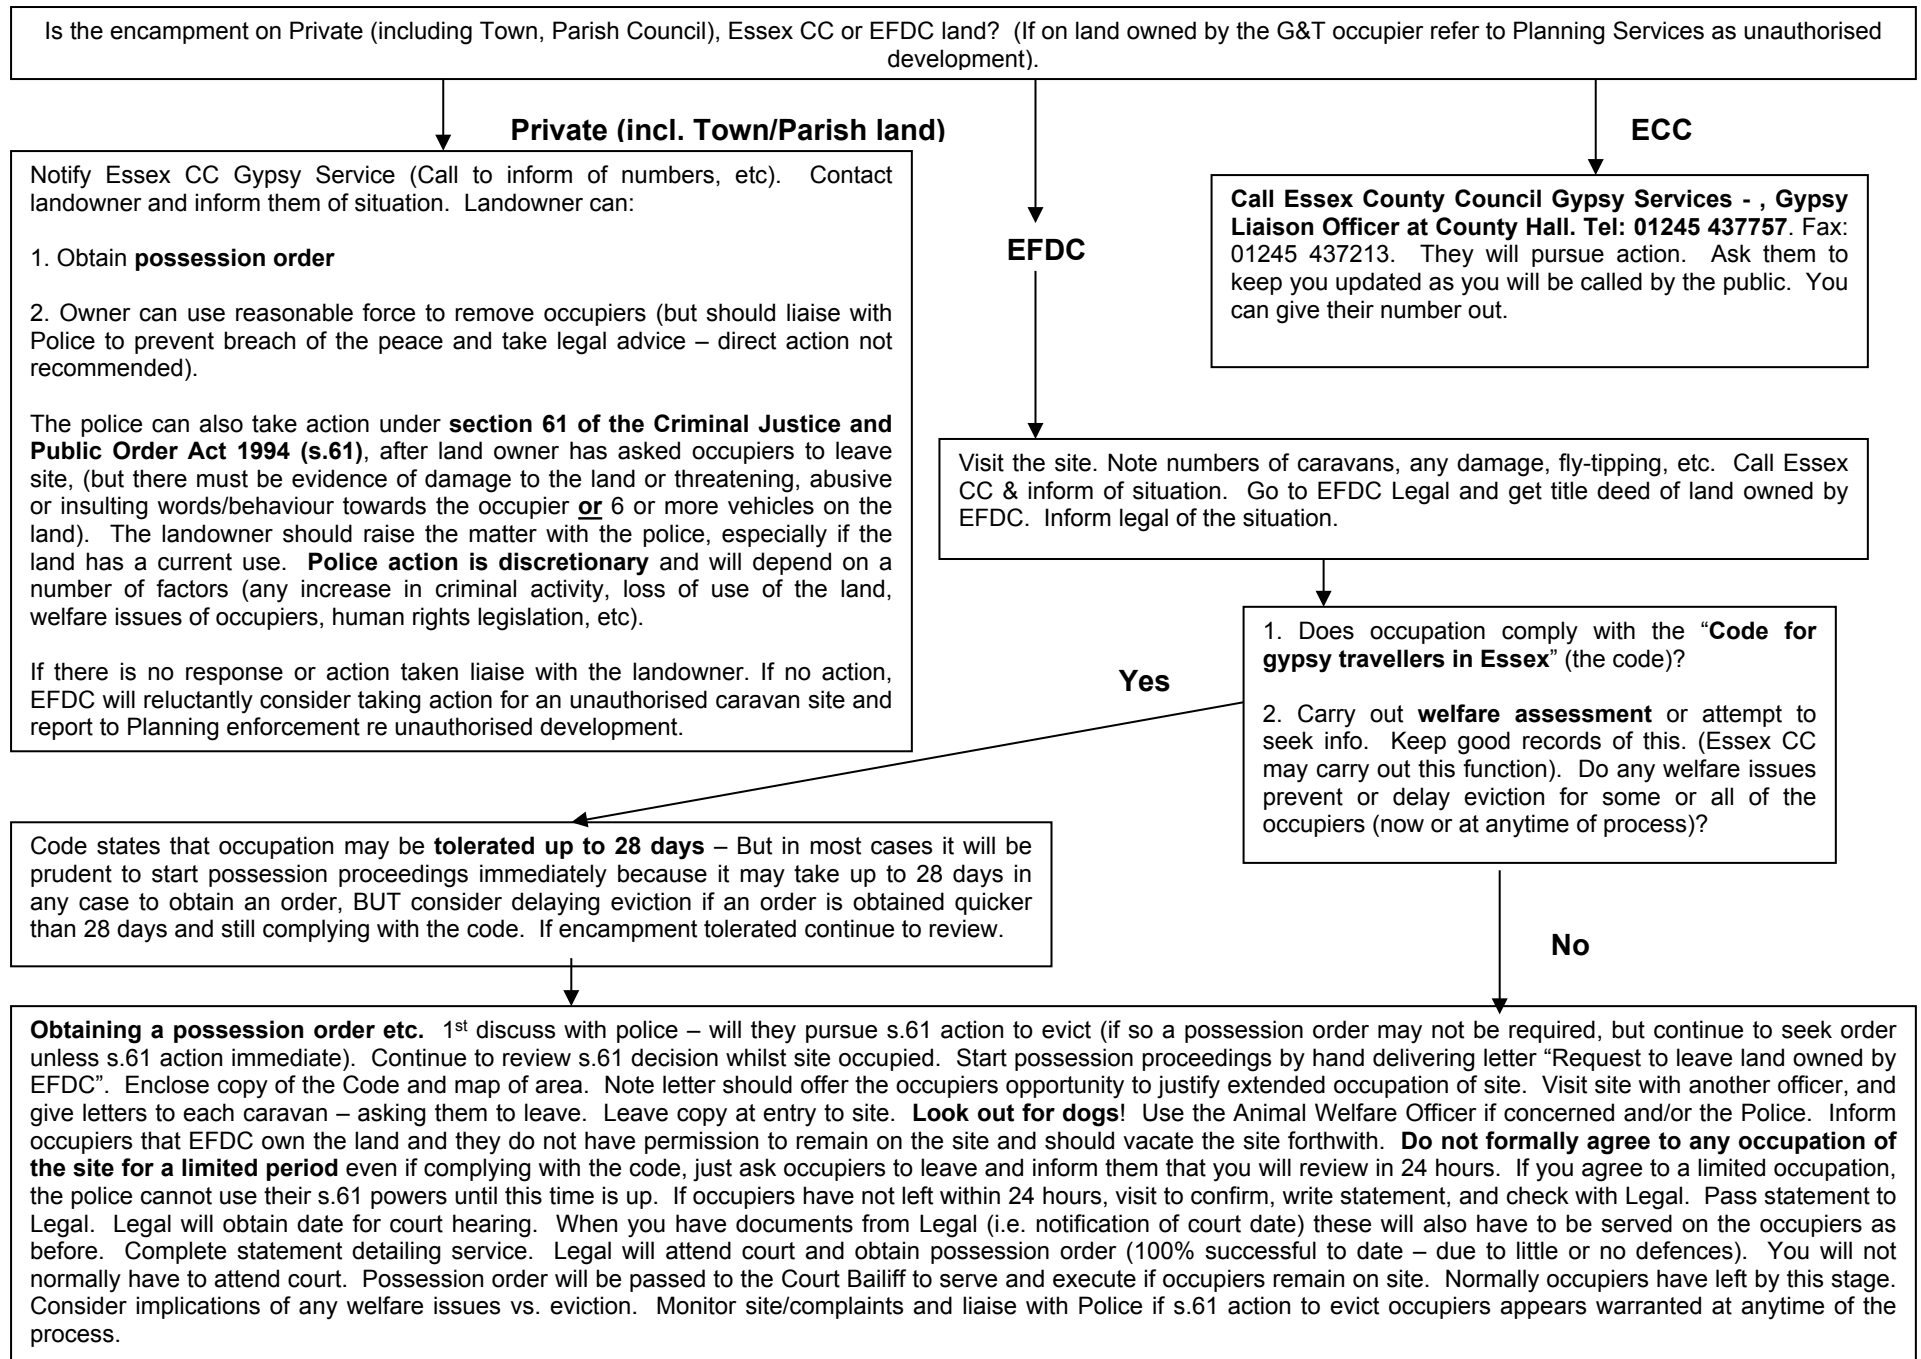 Is the encampment on Private (including Town, Parish Council), Essex CC or EFDC land? (If on land owned by the G&T occupier refer to Planning Services as unauthorised
development).
Private (incl. Town/Parish land)
Notify Essex CC Gypsy Service (Call to inform of numbers, etc). Contact
landowner and inform them of situation. Landowner can:
1. Obtain possession order
2. Owner can use reasonable force to remove occupiers (but should liaise with
Police to prevent breach of the peace and take legal advice – direct action not
recommended).
The police can also take action under section 61 of the Criminal Justice and
Public Order Act 1994 (s.61), after land owner has asked occupiers to leave
site, (but there must be evidence of damage to the land or threatening, abusive
or insulting words/behaviour towards the occupier or 6 or more vehicles on the
land). The landowner should raise the matter with the police, especially if the
land has a current use. Police action is discretionary and will depend on a
number of factors (any increase in criminal activity, loss of use of the land,
welfare issues of occupiers, human rights legislation, etc).
If there is no response or action taken liaise with the landowner. If no action,
EFDC will reluctantly consider taking action for an unauthorised caravan site and
report to Planning enforcement re unauthorised development.
ECC
Call Essex County Council Gypsy Services - , Gypsy
Liaison Officer at County Hall. Tel: 01245 437757. Fax:
01245 437213. They will pursue action. Ask them to
keep you updated as you will be called by the public. You
can give their number out.
EFDC
Visit the site. Note numbers of caravans, any damage, fly-tipping, etc. Call Essex
CC & inform of situation. Go to EFDC Legal and get title deed of land owned by
EFDC. Inform legal of the situation.
1. Does occupation comply with the “Code for
gypsy travellers in Essex” (the code)?
2. Carry out welfare assessment or attempt to
seek info. Keep good records of this. (Essex CC
may carry out this function). Do any welfare issues
prevent or delay eviction for some or all of the
occupiers (now or at anytime of process)?
Yes
Code states that occupation may be tolerated up to 28 days – But in most cases it will be
prudent to start possession proceedings immediately because it may take up to 28 days in
any case to obtain an order, BUT consider delaying eviction if an order is obtained quicker
than 28 days and still complying with the code. If encampment tolerated continue to review.
No
Obtaining a possession order etc. 1st discuss with police – will they pursue s.61 action to evict (if so a possession order may not be required, but continue to seek order
unless s.61 action immediate). Continue to review s.61 decision whilst site occupied. Start possession proceedings by hand delivering letter “Request to leave land owned by
EFDC”. Enclose copy of the Code and map of area. Note letter should offer the occupiers opportunity to justify extended occupation of site. Visit site with another officer, and
give letters to each caravan – asking them to leave. Leave copy at entry to site. Look out for dogs! Use the Animal Welfare Officer if concerned and/or the Police. Inform
occupiers that EFDC own the land and they do not have permission to remain on the site and should vacate the site forthwith. Do not formally agree to any occupation of
the site for a limited period even if complying with the code, just ask occupiers to leave and inform them that you will review in 24 hours. If you agree to a limited occupation,
the police cannot use their s.61 powers until this time is up. If occupiers have not left within 24 hours, visit to confirm, write statement, and check with Legal. Pass statement to
Legal. Legal will obtain date for court hearing. When you have documents from Legal (i.e. notification of court date) these will also have to be served on the occupiers as
before. Complete statement detailing service. Legal will attend court and obtain possession order (100% successful to date – due to little or no defences). You will not
normally have to attend court. Possession order will be passed to the Court Bailiff to serve and execute if occupiers remain on site. Normally occupiers have left by this stage.
Consider implications of any welfare issues vs. eviction. Monitor site/complaints and liaise with Police if s.61 action to evict occupiers appears warranted at anytime of the
process.